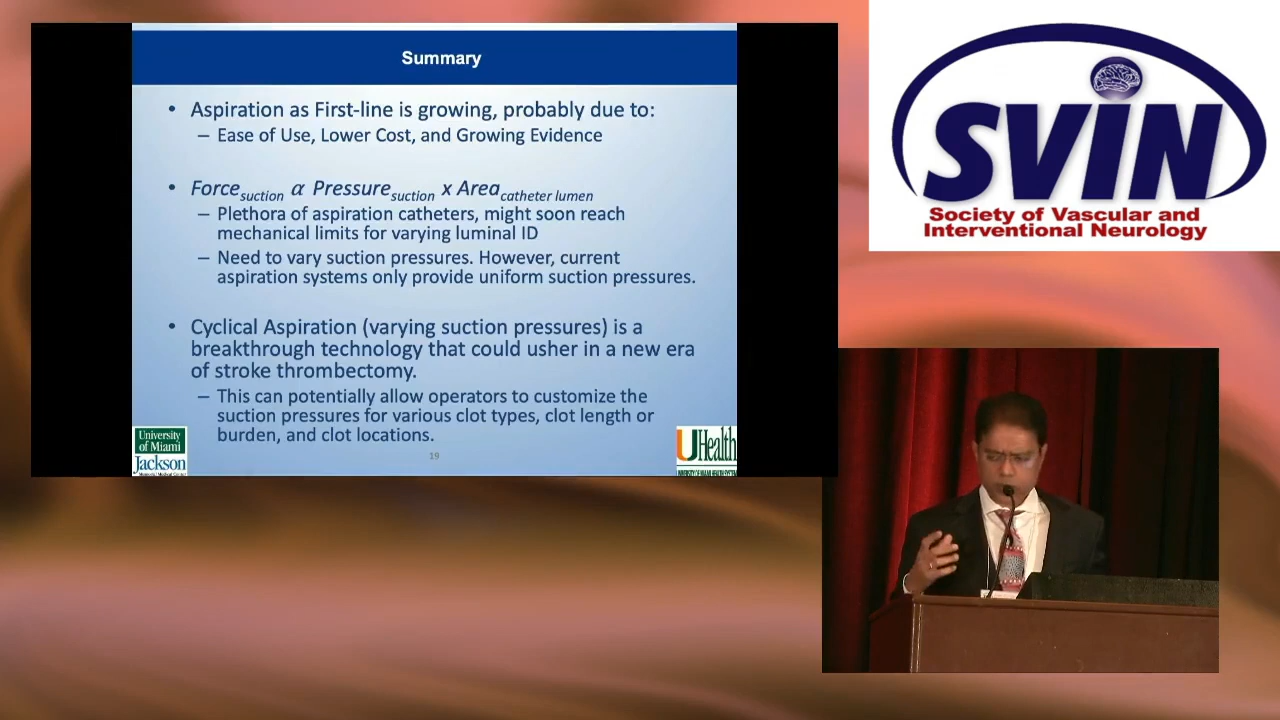 Summary
• Aspiration as First-line is growing, probably due to:
– Ease of Use, Lower Cost, and Growing Evidence
• Force suction α Pressure suction x Area catheter lumen
– Plethora of aspiration catheters, might soon reach
mechanical limits for varying luminal ID
– Need to vary suction pressures. However, current
aspiration systems only provide uniform suction pressures.
• Cyclical Aspiration (varying suction pressures) is a
breakthrough technology that could usher in a new era
of stroke thrombectomy.
– This can potentially allow operators to customize the
suction pressures for various clot types, clot length or
burden, and clot locations.
19
University
of Miami
Jackson
UHealth
SVIN
Society of Vascular and
Interventional Neurology